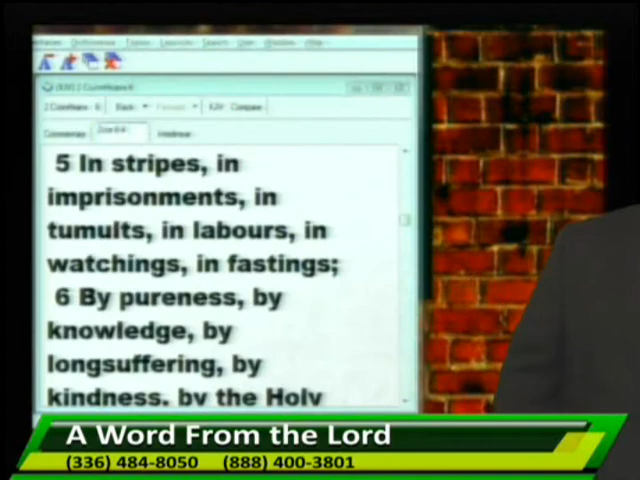 5 In stripes, in
imprisonments, in
tumults, in labours, in
watchings, in fastings;
6 By pureness, by
knowledge, by
longsuffering, by
kindness, by the Holy
A Word From the Lord
(336) 484-8050 (888) 400-3801